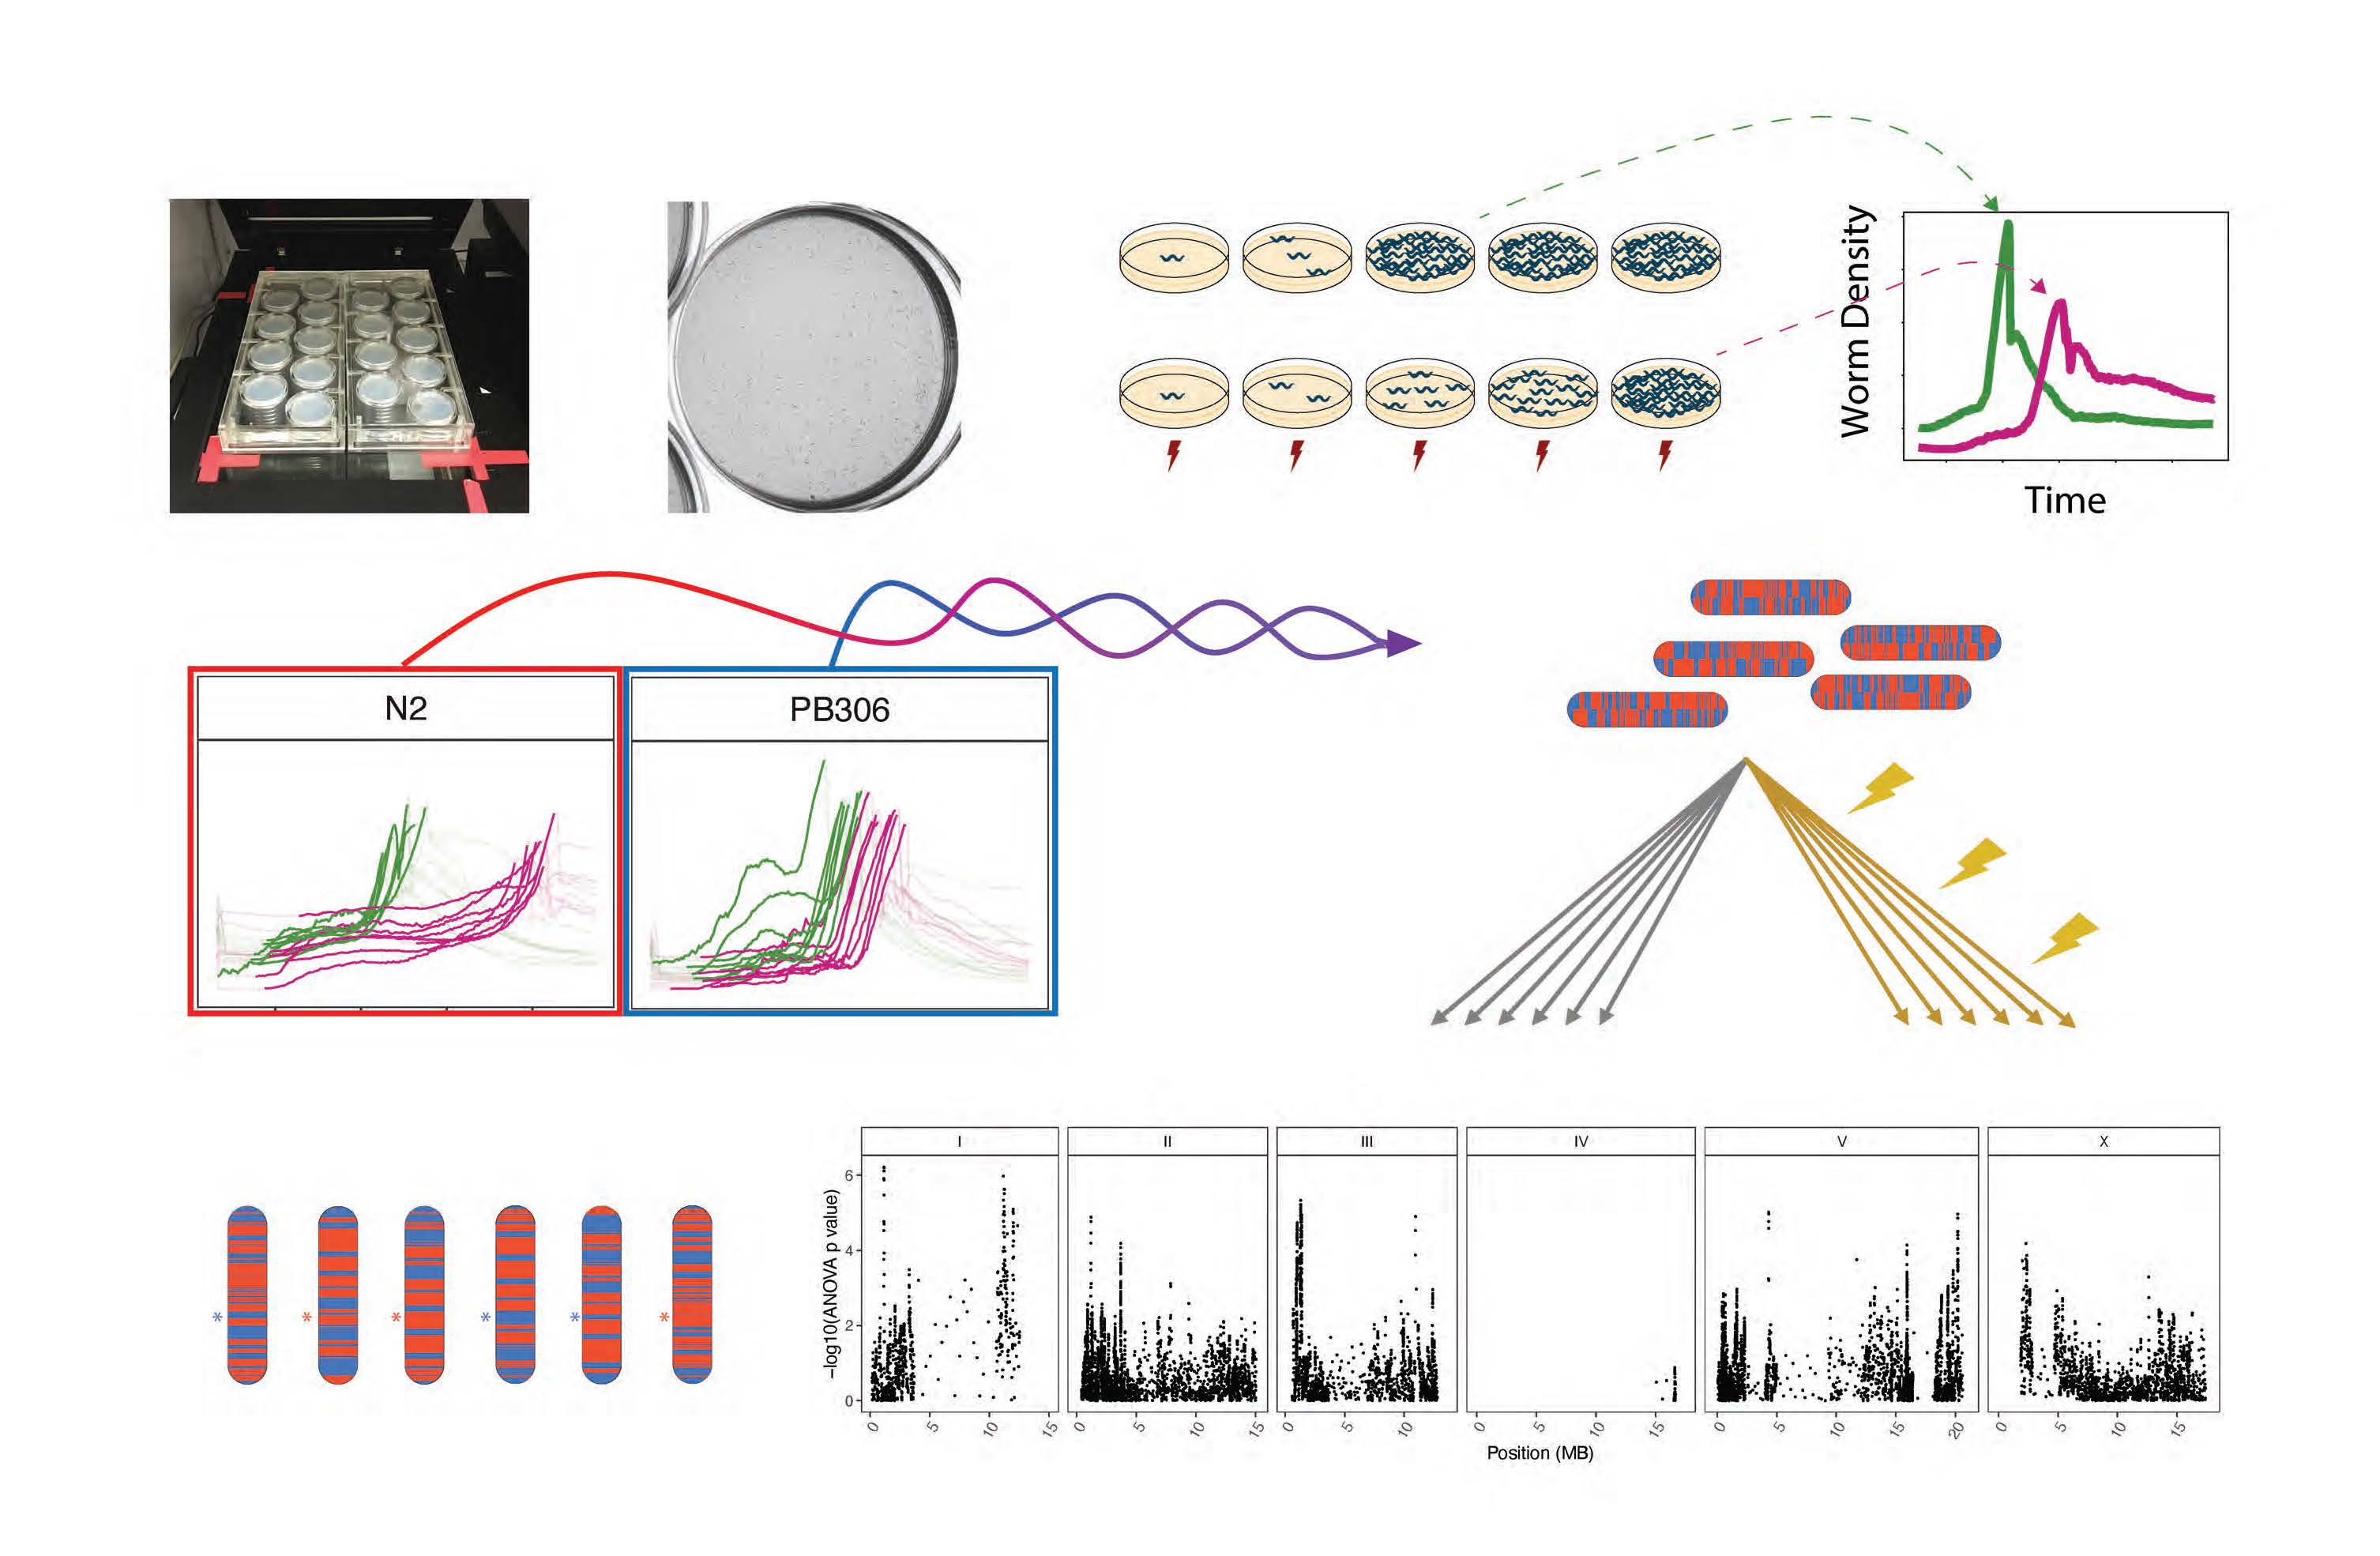 Worm Density
Time
N2
PB306
I
II
III
IV
V
X
−log10(ANOVA p value)
6
4
2
0
0 5 10 15
0 5 10 15
0 5 10
0 5 10 15
0 5 10 15 20
0 5 10 15
Position (MB)
* * * * * *